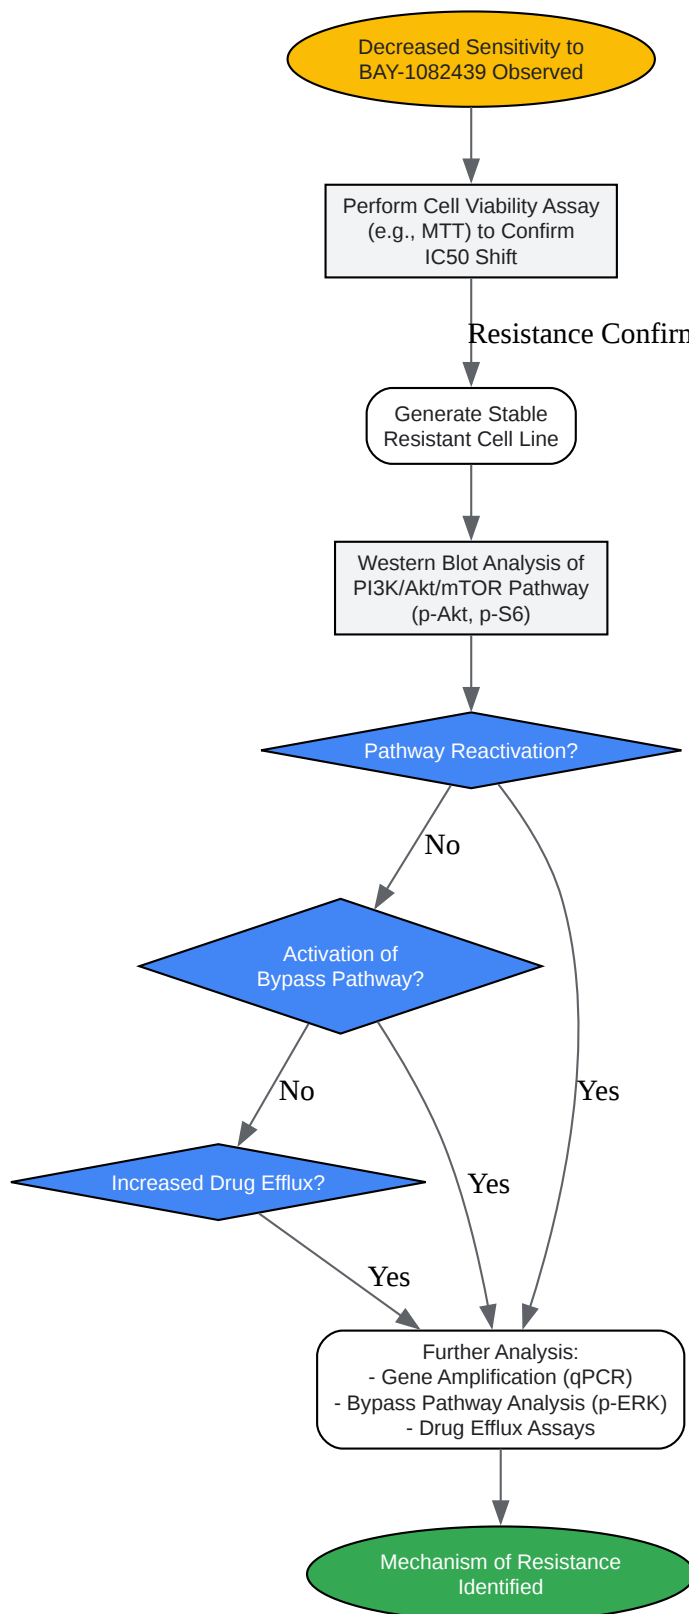 Decreased Sensitivity to
BAY-1082439 Observed
Perform Cell Viability Assay
(e.g., MTT) to Confirm
IC50 Shift
Resistance Confirm
Generate Stable
Resistant Cell Line
Western Blot Analysis of
PI3K/Akt/mTOR Pathway
(p-Akt, p-S6)
Pathway Reactivation?
No
Activation of
Bypass Pathway?
No
Yes
Increased Drug Efflux?
Yes
Yes
Further Analysis:
- Gene Amplification (qPCR)
- Bypass Pathway Analysis (p-ERK)
- Drug Efflux Assays
Mechanism of Resistance
Identified